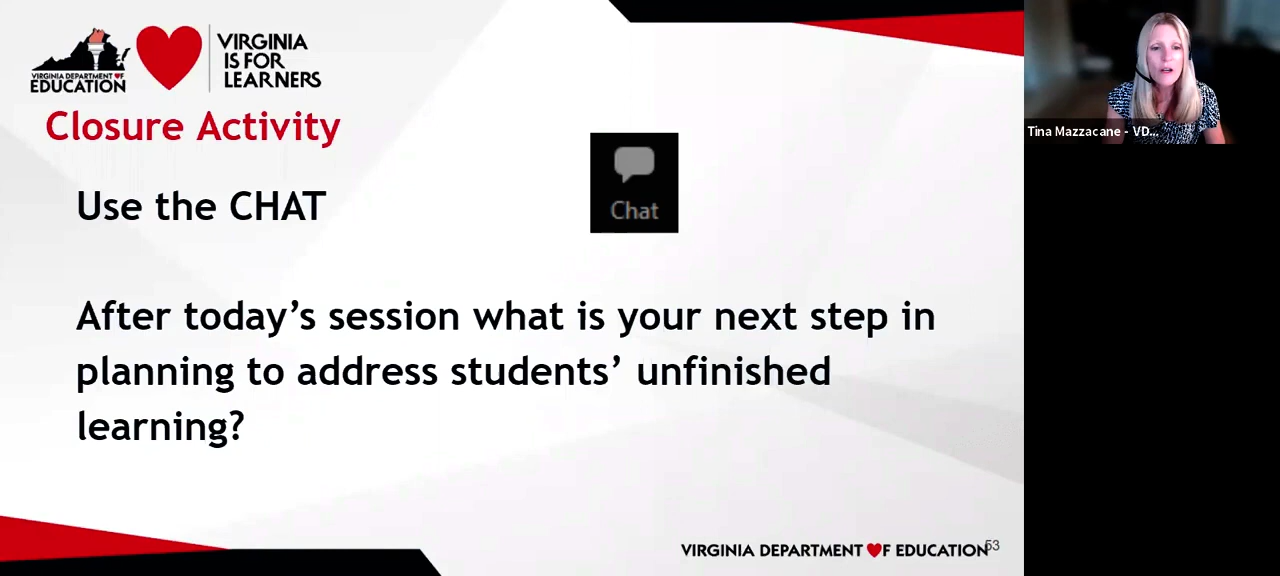 VIRGINIA DEPARTMENT OF
EDUCATION
VIRGINIA
IS FOR
LEARNERS
Closure Activity
Use the CHAT
Chat
After today’s session what is your next step in
planning to address students’ unfinished
learning?
VIRGINIA DEPARTMENT OF EDUCATION
53
Tina Mazzacane - VD...